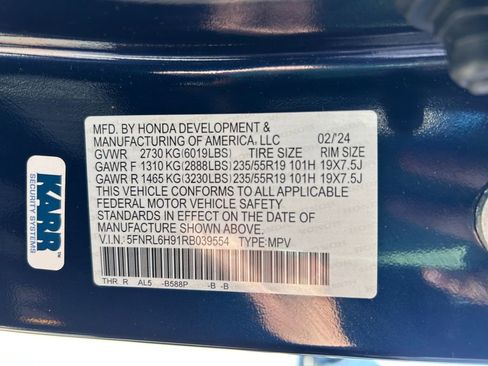 MFD. BY HONDA DEVELOPMENT &
MANUFACTURING OF AMERICA, LLC 02/'24
GVWR 2730 KG(6019LBS) TIRE SIZE RIM SIZE
GAWR F 1310 KG(2888LBS) 235/55R19 101H 19X7.5J
GAWR R 1465 KG(3230LBS) 235/55R19 101H 19X7.5J
THIS VEHICLE CONFORMS TO ALL APPLICABLE
FEDERAL MOTOR VEHICLE SAFETY
STANDARDS IN EFFECT ON THE DATE OF
MANUFACTURE SHOWN ABOVE.
V.I.N.: 5FNRL6H91RB039554 TYPE:MPV
THR R AL5 -B588P -B -B
KARR
SECURITY SYSTEMS